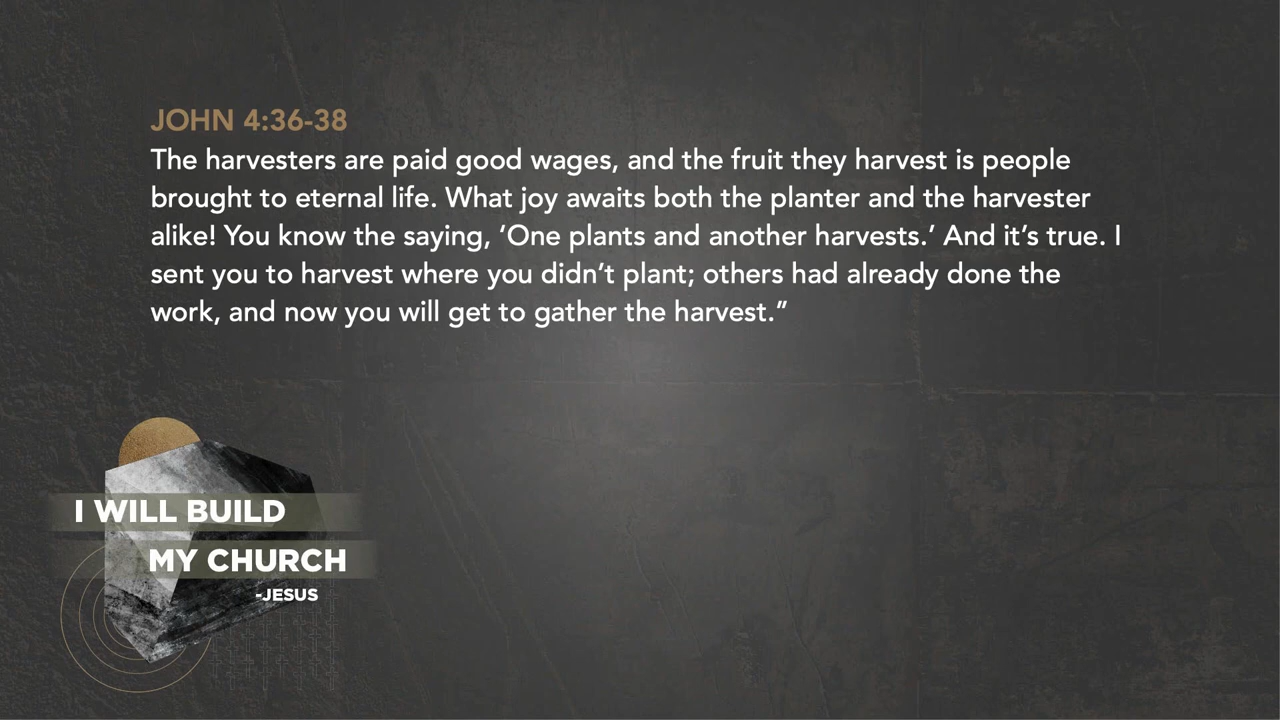 JOHN 4:36-38
The harvesters are paid good wages, and the fruit they harvest is people
brought to eternal life. What joy awaits both the planter and the harvester
alike! You know the saying, ‘One plants and another harvests.’ And it’s true. I
sent you to harvest where you didn’t plant; others had already done the
work, and now you will get to gather the harvest.”
I WILL BUILD
MY CHURCH
-JESUS